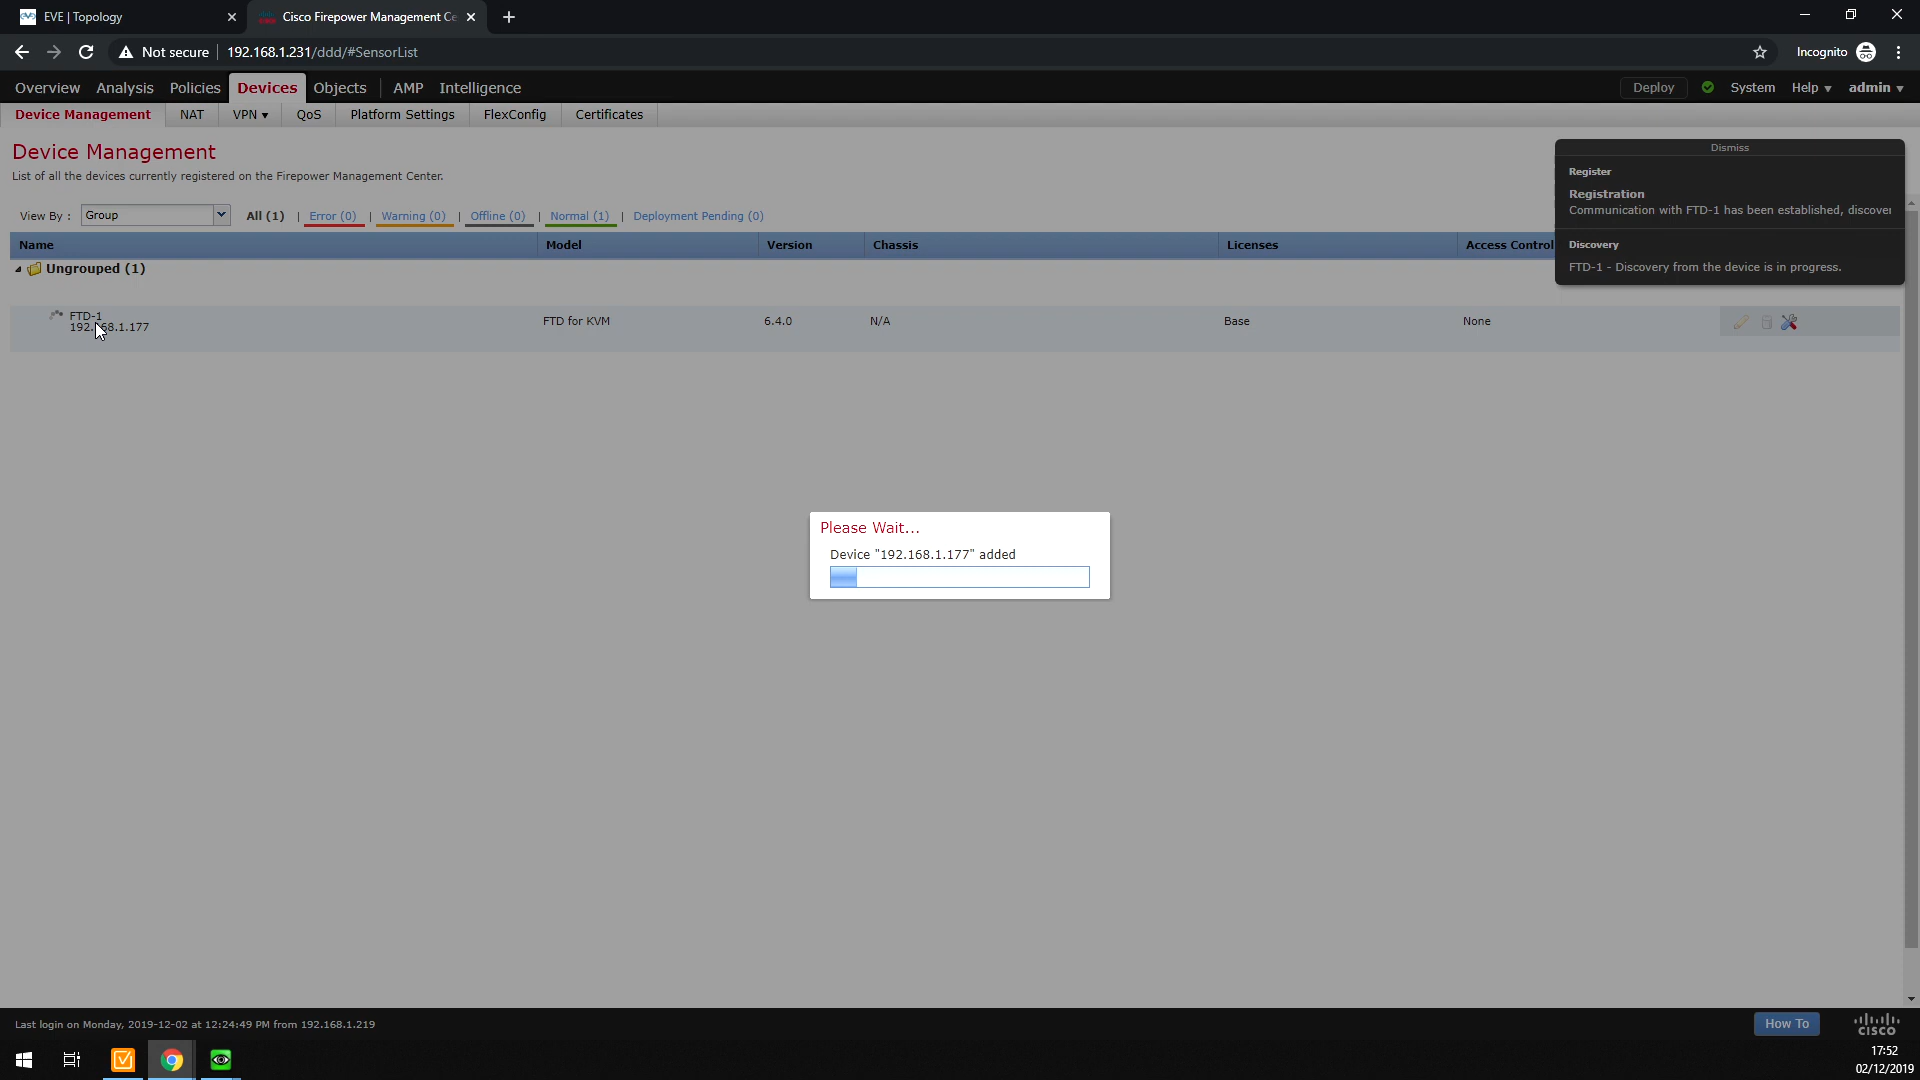 EVE | Topology
Cisco Firepower Management Ce
Not secure
192.168.1.231/ddd/#SensorList
Incognito
Overview Analysis Policies Devices Objects AMP Intelligence
Deploy System Help admin
Device Management NAT VPN QoS Platform Settings FlexConfig Certificates
Device Management
List of all the devices currently registered on the Firepower Management Center.
View By : Group All (1) | Error (0) | Warning (0) | Offline (0) | Normal (1) | Deployment Pending (0)
Name Model Version Chassis Licenses Access Control
Ungrouped (1)
FTD-1
192.168.1.177
FTD for KVM 6.4.0 N/A Base None
Dismiss
Register
Registration
Communication with FTD-1 has been established, discover
Discovery
FTD-1 - Discovery from the device is in progress.
Please Wait...
Device "192.168.1.177" added
Last login on Monday, 2019-12-02 at 12:24:49 PM from 192.168.1.219
How To
cisco
17:52
02/12/2019